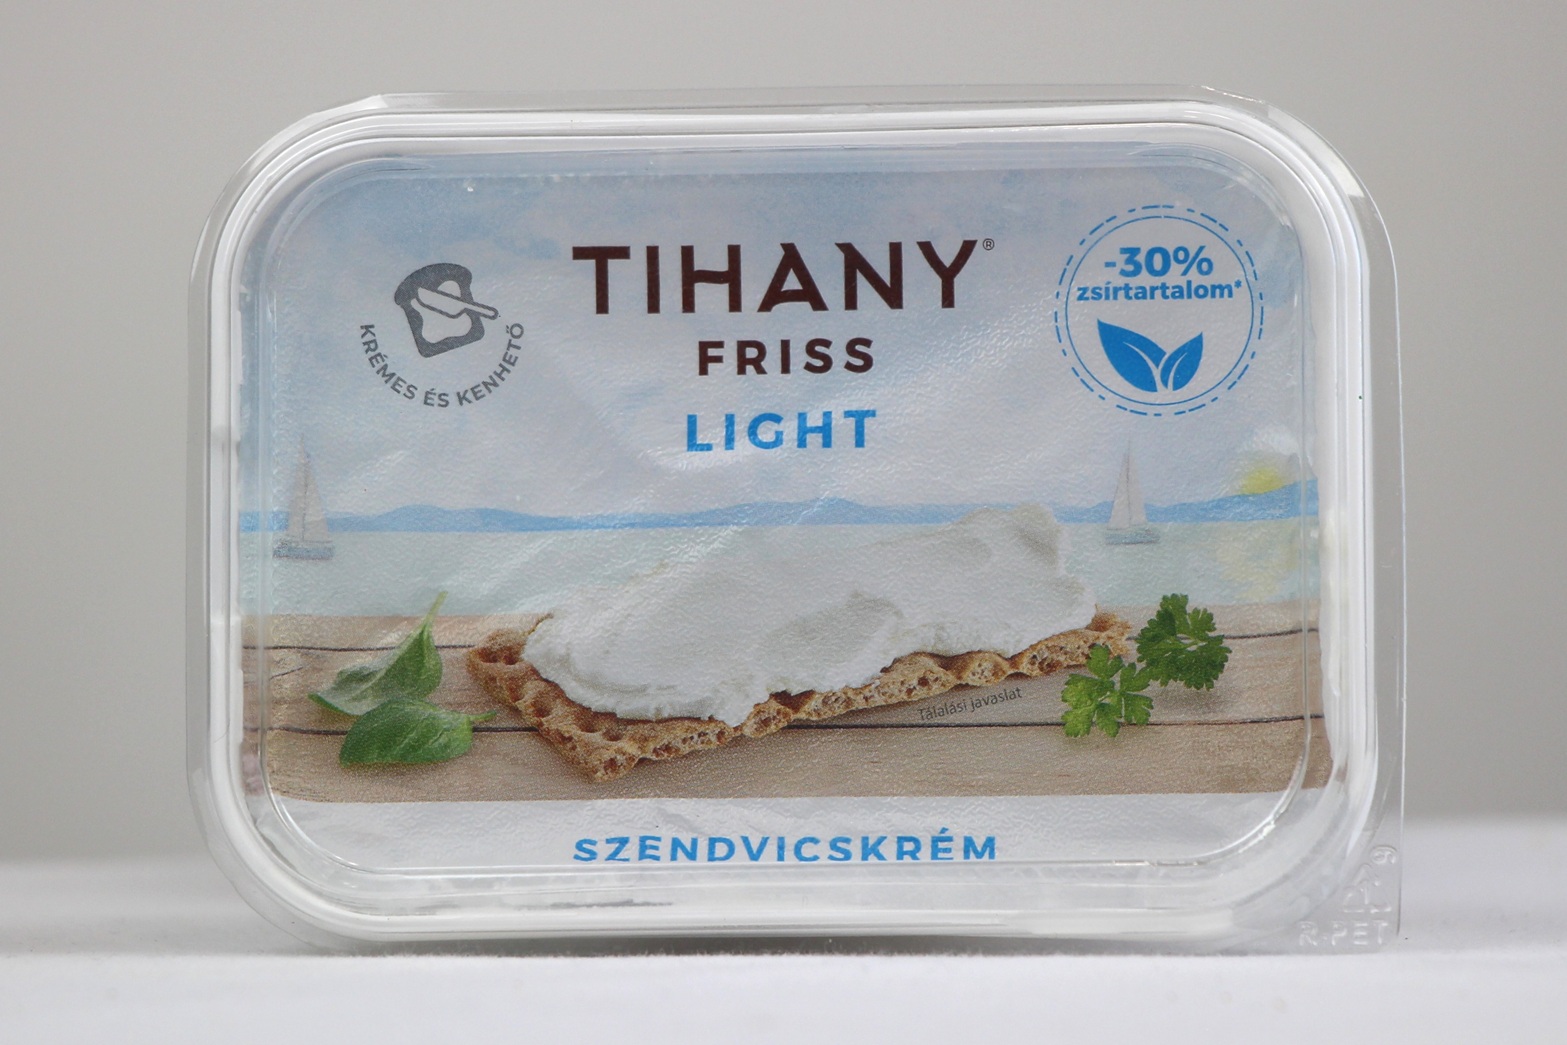 TIHANY®
FRISS
LIGHT
KRÉMES ÉS KENHETŐ
-30%
zsírtartalom*
Tálalási javaslat
SZENDVICSKRÉM
R-PET